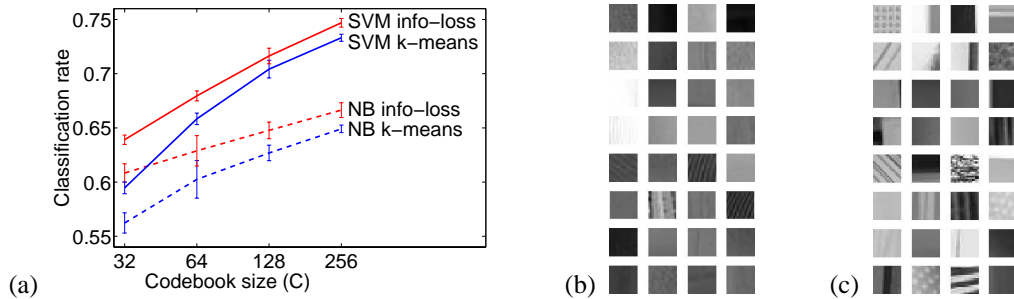 0.75
0.7
0.65
0.6
0.55
Classification rate
SVM info−loss
SVM k−means
NB info−loss
NB k−means
32 64 128 256
Codebook size (C)
(a)
(b)
(c)